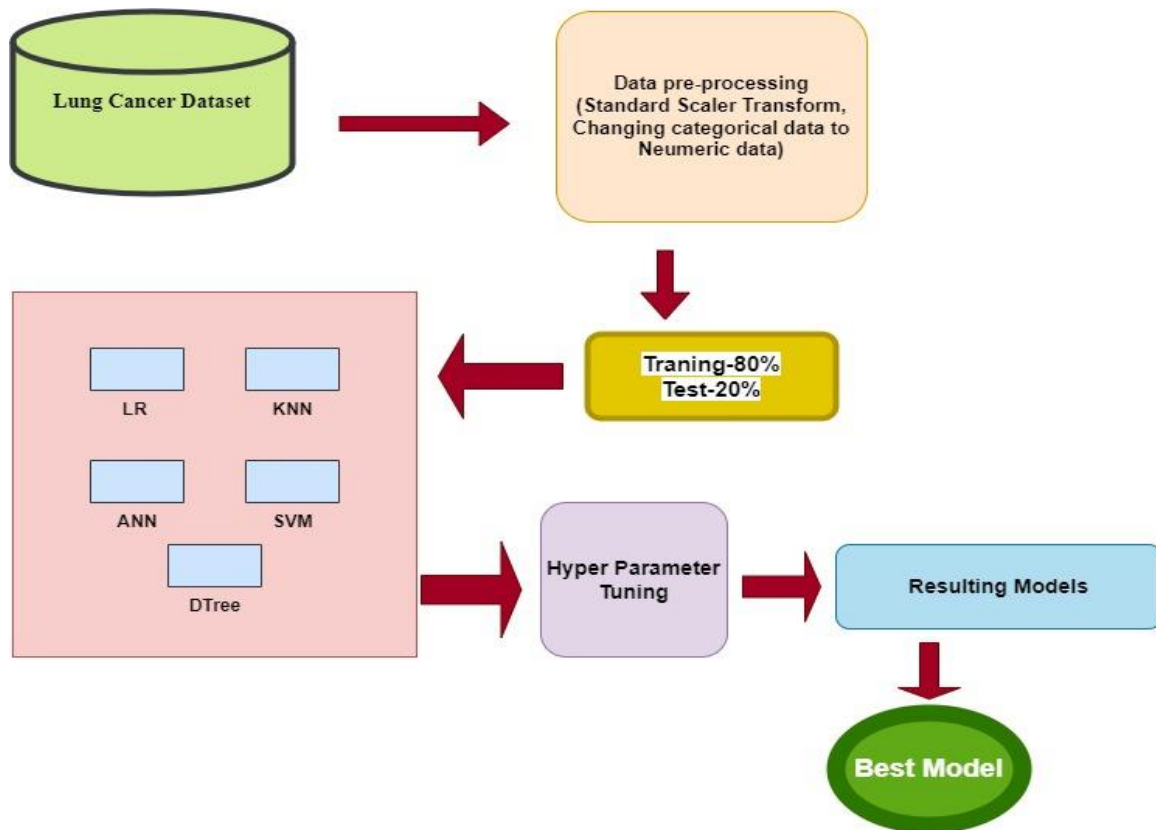 Lung Cancer Dataset
Data pre-processing
(Standard Scaler Transform,
Changing categorical data to
Neumeric data)
Traning-80%
Test-20%
LR
KNN
ANN
SVM
DTree
Hyper Parameter
Tuning
Resulting Models
Best Model